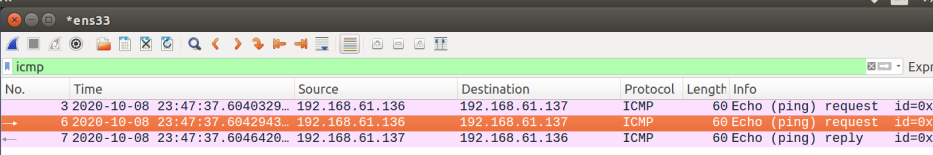 *ens33
icmp Expr
No. Time Source Destination Protocol Length Info
3 2020-10-08 23:47:37.6040329… 192.168.61.136 192.168.61.137 ICMP 60 Echo (ping) request id=0x
6 2020-10-08 23:47:37.6042943… 192.168.61.136 192.168.61.137 ICMP 60 Echo (ping) request id=0x
7 2020-10-08 23:47:37.6046420… 192.168.61.137 192.168.61.136 ICMP 60 Echo (ping) reply id=0x